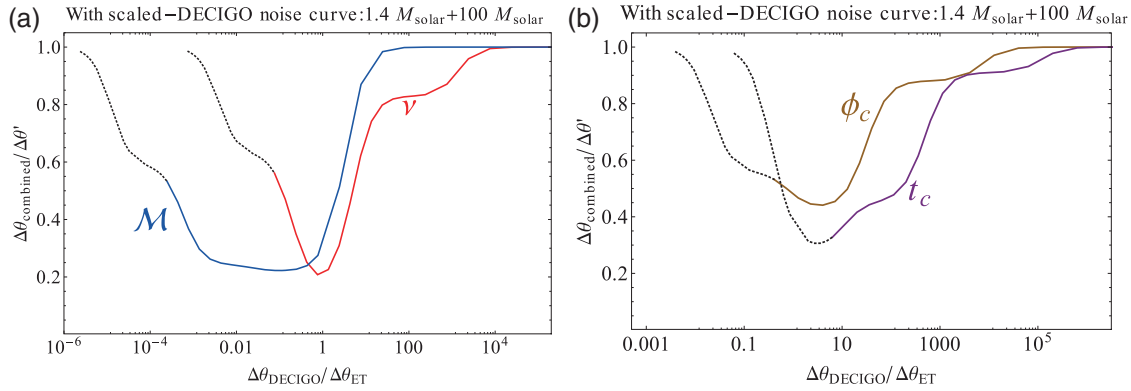 (a) With scaled-DECIGO noise curve:1.4 M_solar+100 M_solar
Δθ_combined/Δθ'
1.0
0.8
0.6
0.4
0.2
M
ν
10^-6
10^-4
0.01
1
100
10^4
Δθ_DECIGO/Δθ_ET
(b) With scaled-DECIGO noise curve:1.4 M_solar+100 M_solar
Δθ_combined/Δθ'
1.0
0.8
0.6
0.4
0.2
ϕ_c
t_c
0.001
0.1
10
1000
10^5
Δθ_DECIGO/Δθ_ET